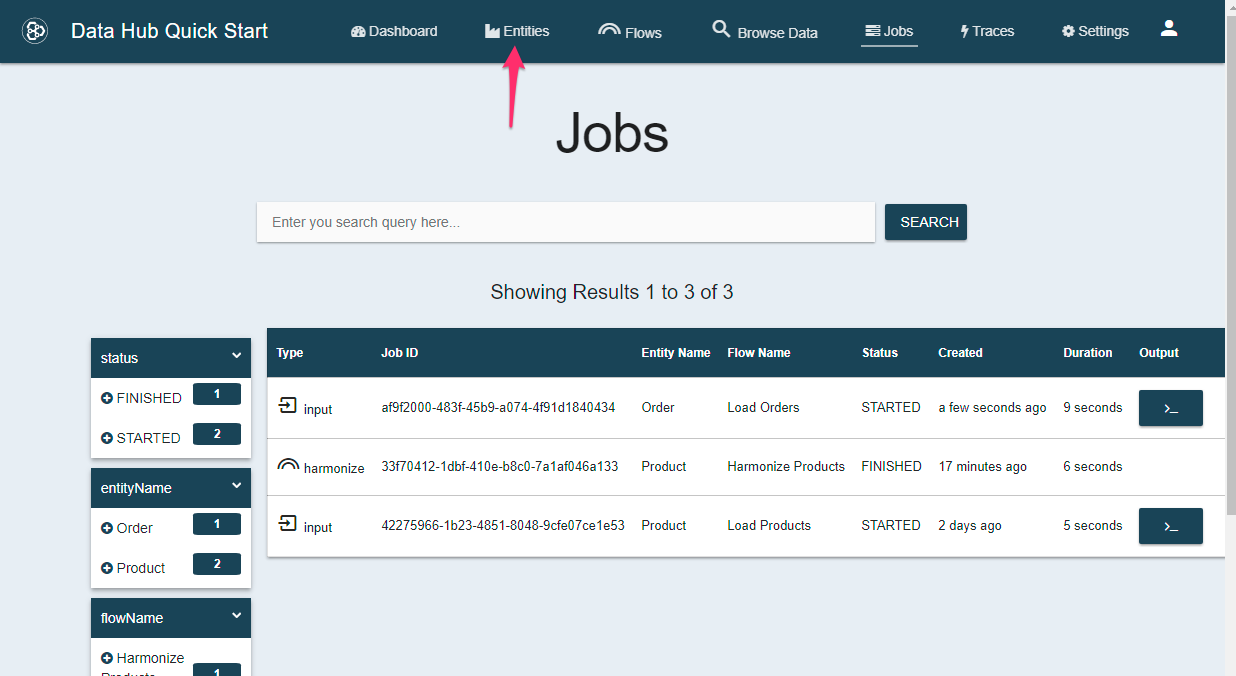 Data Hub Quick Start Dashboard Entities Flows Browse Data Jobs Traces Settings
Jobs
Enter you search query here... SEARCH
Showing Results 1 to 3 of 3
status
FINISHED 1
STARTED 2
entityName
Order 1
Product 2
flowName
Harmonize
Products 1
Type Job ID Entity Name Flow Name Status Created Duration Output
input af9f2000-483f-45b9-a074-4f91d1840434 Order Load Orders STARTED a few seconds ago 9 seconds >_
harmonize 33f70412-1dbf-410e-b8c0-7a1af046a133 Product Harmonize Products FINISHED 17 minutes ago 6 seconds
input 42275966-1b23-4851-8048-9cfe07ce1e53 Product Load Products STARTED 2 days ago 5 seconds >_